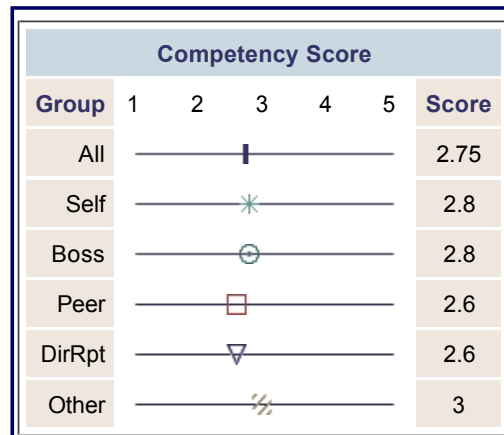 Competency Score
Group 1 2 3 4 5 Score
All 2.75
Self 2.8
Boss 2.8
Peer 2.6
DirRpt 2.6
Other 3